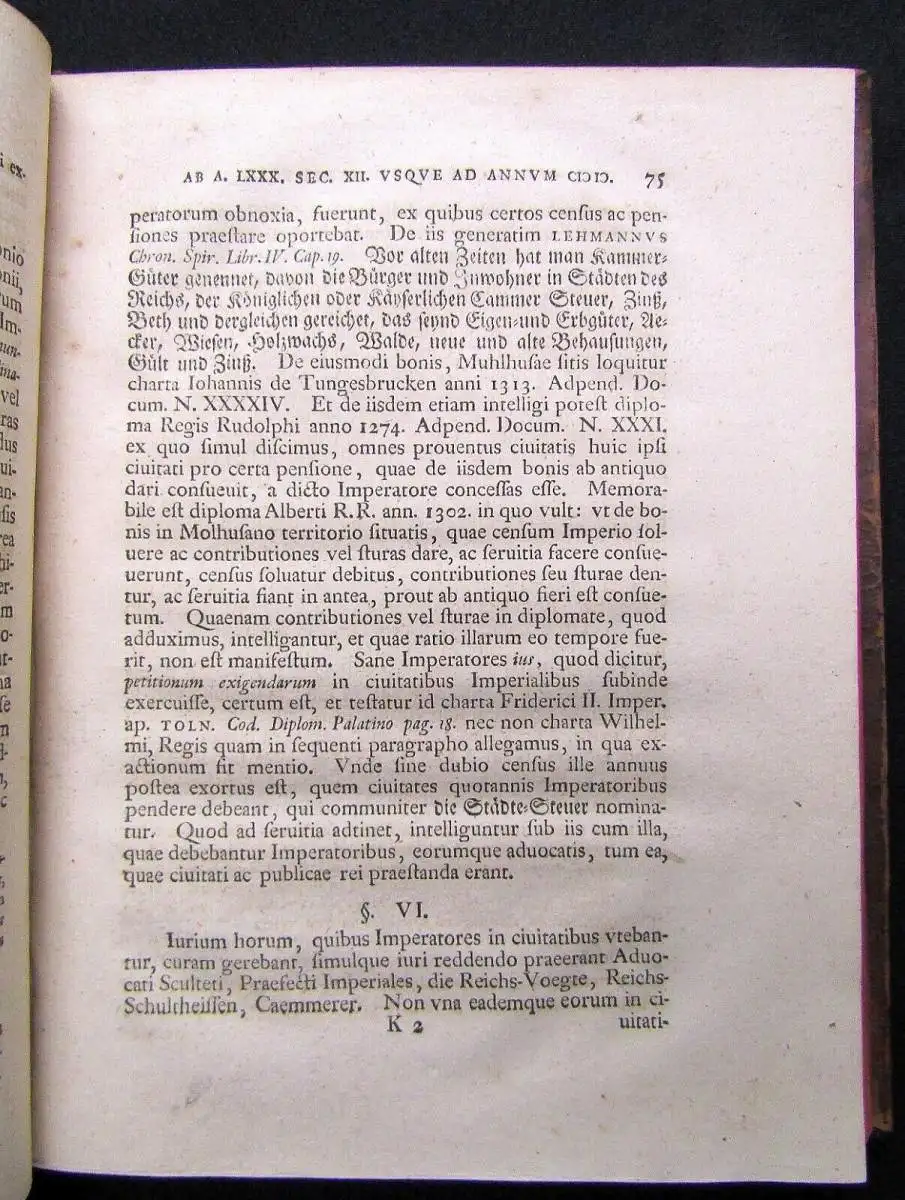 AB A. LXXX. SEC. XII. VSQVE AD ANNVM CIƆIƆ. 75
peratorum obnoxia, fuerunt, ex quibus certos cenſus ac pen-
ſiones praeſtare oportebat. De iis generatim LEHMANNVS
Chron. Spir. Libr. IV. Cap. 19. Vor alten Zeiten hat man Kammer-
Güter genennet, davon die Bürger und Inwohner in Städten des
Reichs, der Königlichen oder Käyſerlichen Cammer Steuer, Zinß,
Beth und dergleichen gereichet, das ſeynd Eigen-und Erbgüter, Ae-
cker, Wieſen, Holzwachs, Walde, neue und alte Behauſungen,
Gült und Zinß. De eiusmodi bonis, Muhlhuſae ſitis loquitur
charta Iohannis de Tungesbrucken anni 1313. Adpend. Do-
cum. N. XXXXIV. Et de iisdem etiam intelligi poteſt diplo-
ma Regis Rudolphi anno 1274. Adpend. Docum. N. XXXI.
ex quo ſimul diſcimus, omnes prouentus ciuitatis huic ipſi
ciuitati pro certa penſione, quae de iisdem bonis ab antiquo
dari conſueuit, a dicto Imperatore conceſſas eſſe. Memora-
bile eſt diploma Alberti R. R. ann. 1302. in quo vult: vt de bo-
nis in Molhuſano territorio ſituatis, quae cenſum Imperio ſol-
uere ac contributiones vel ſturas dare, ac ſeruitia facere conſue-
uerunt, cenſus ſoluatur debitus, contributiones ſeu ſturae den-
tur, ac ſeruitia fiant in antea, prout ab antiquo fieri eſt conſue-
tum. Quaenam contributiones vel ſturae in diplomate, quod
adduximus, intelligantur, et quae ratio illarum eo tempore fue-
rit, non eſt manifeſtum. Sane Imperatores ius, quod dicitur,
petitionum exigendarum in ciuitatibus Imperialibus ſubinde
exercuiſſe, certum eſt, et teſtatur id charta Friderici II. Imper.
ap. TOLN. Cod. Diplom. Palatino pag. 18. nec non charta Wilhel-
mi, Regis quam in ſequenti paragrapho allegamus, in qua ex-
actionum fit mentio. Vnde ſine dubio cenſus ille annuus
poſtea exortus eſt, quem ciuitates quotannis Imperatoribus
pendere debeant, qui communiter die Städte-Steuer nomina-
tur. Quod ad ſeruitia adtinet, intelliguntur ſub iis cum illa,
quae debebantur Imperatoribus, eorumque aduocatis, tum ea,
quae ciuitati ac publicae rei praeſtanda erant.
§. VI.
Iurium horum, quibus Imperatores in ciuitatibus vteban-
tur, curam gerebant, ſimulque iuri reddendo praeerant Aduo-
cati Sculteti, Praefecti Imperiales, die Reichs-Voegte, Reichs-
Schultheiſſen, Caemmerer. Non vna eademque eorum in ci-
K 2 uitati-